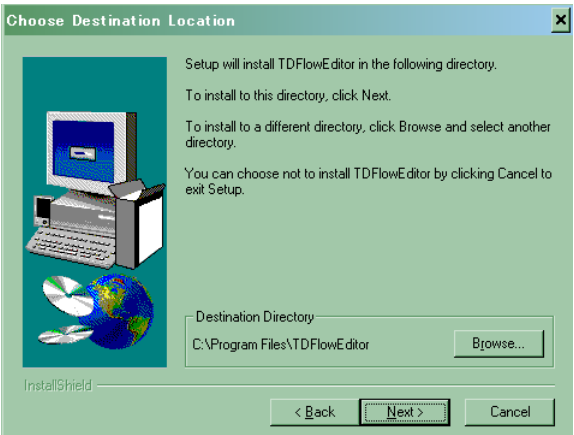 Choose Destination Location
Setup will install TDFlowEditor in the following directory.
To install to this directory, click Next.
To install to a different directory, click Browse and select another
directory.
You can choose not to install TDFlowEditor by clicking Cancel to
exit Setup.
Destination Directory
C:\Program Files\TDFlowEditor
Browse...
InstallShield
< Back
Next >
Cancel